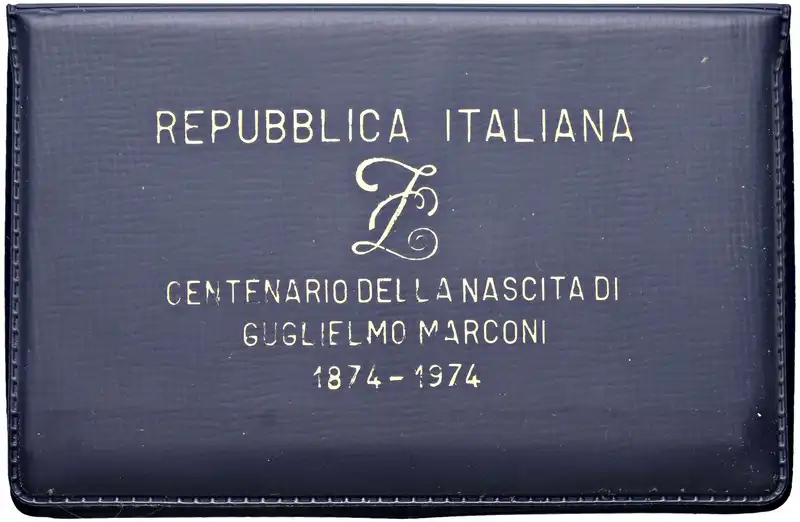 REPUBBLICA ITALIANA
CENTENARIO DELLA NASCITA DI
GUGLIELMO MARCONI
1874-1974